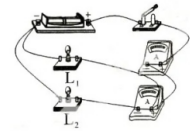 − +
L₁ A
L₂ A